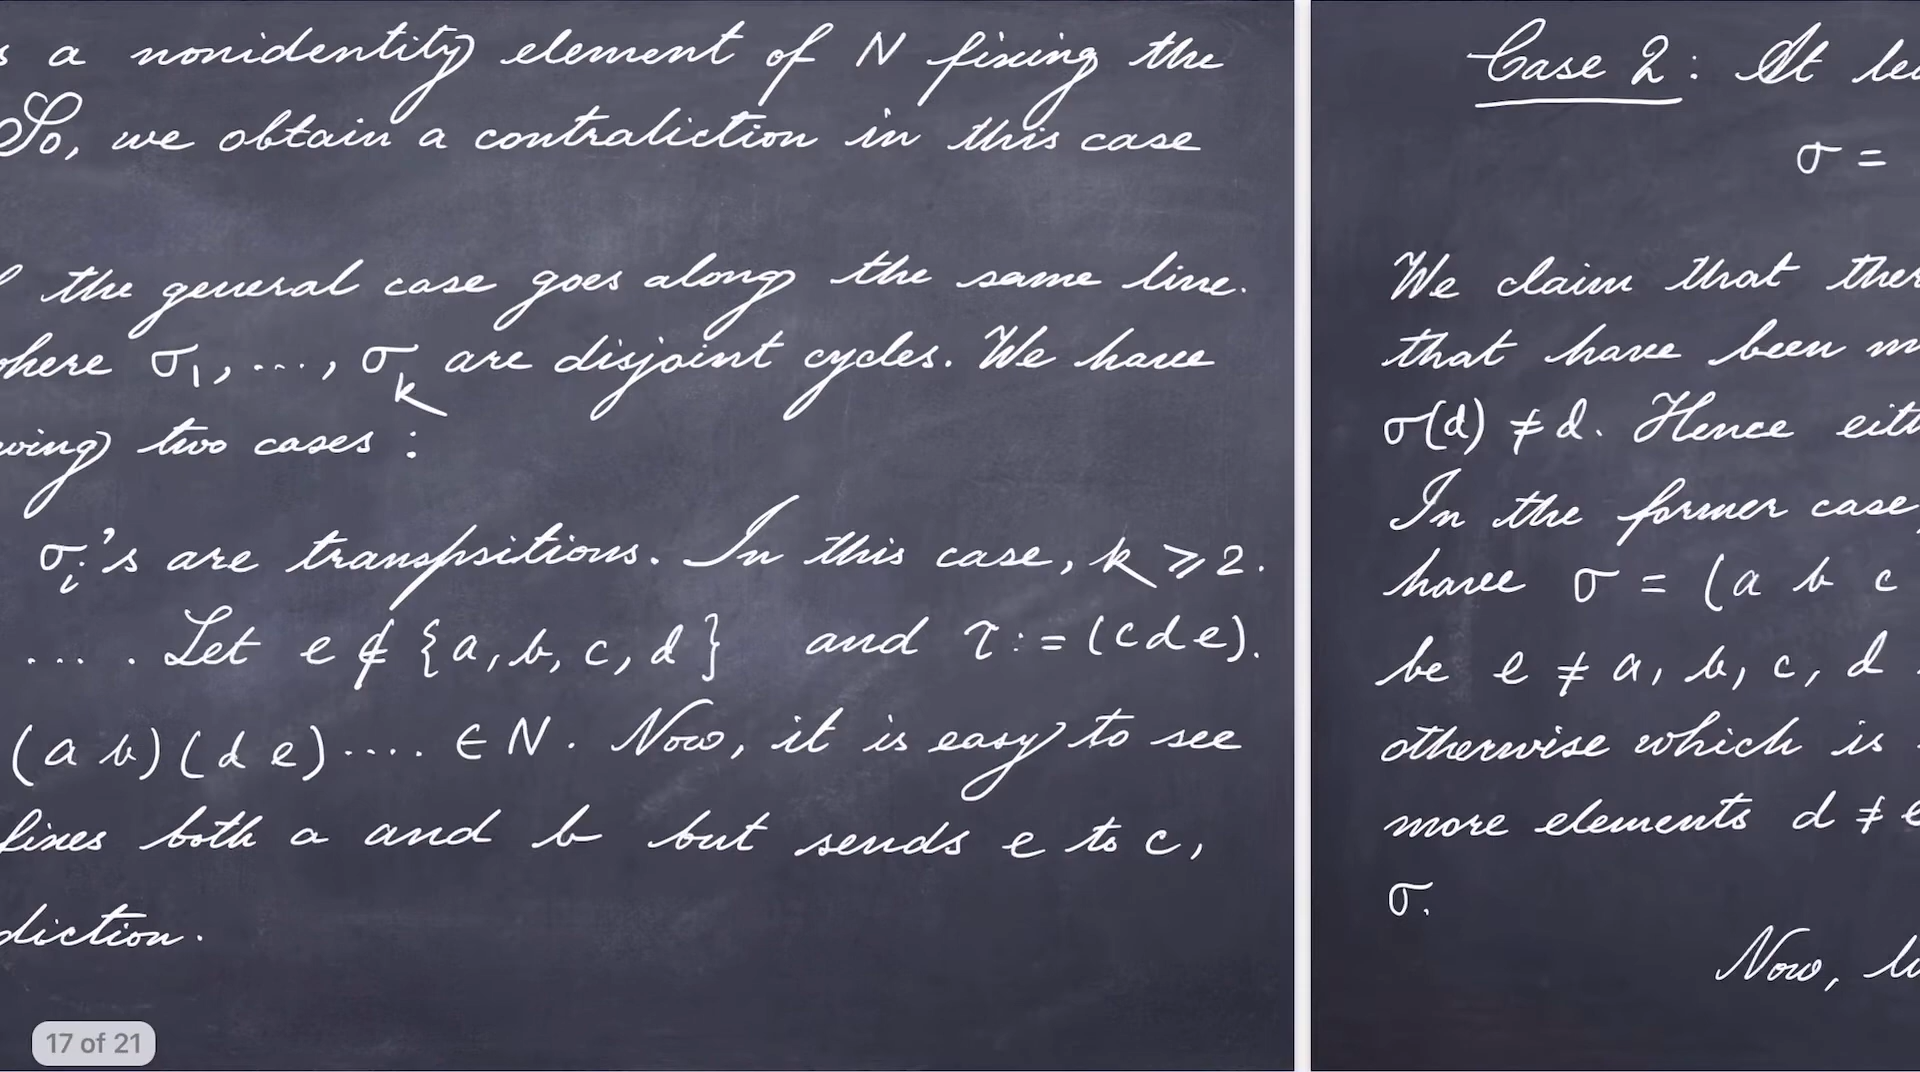 a nonidentity element of N fixing the
So, we obtain a contradiction in this case
the general case goes along the same line.
where σ₁, ..., σₖ are disjoint cycles. We have
two cases :
σᵢ's are transpsitions. In this case, k ⩾ 2.
.... . Let e ∉ {a, b, c, d} and τ := (c d e).
(a b)(d e).... ∈ N. Now, it is easy to see
fixes both a and b but sends e to c,
diction.
17 of 21
Case 2 : At
σ =
We claim that
that have been
σ(d) ≠ d. Hence
In the former case,
have σ = (a b c
be e ≠ a, b, c, d
otherwise which is
more elements d ≠ e
σ.
Now,